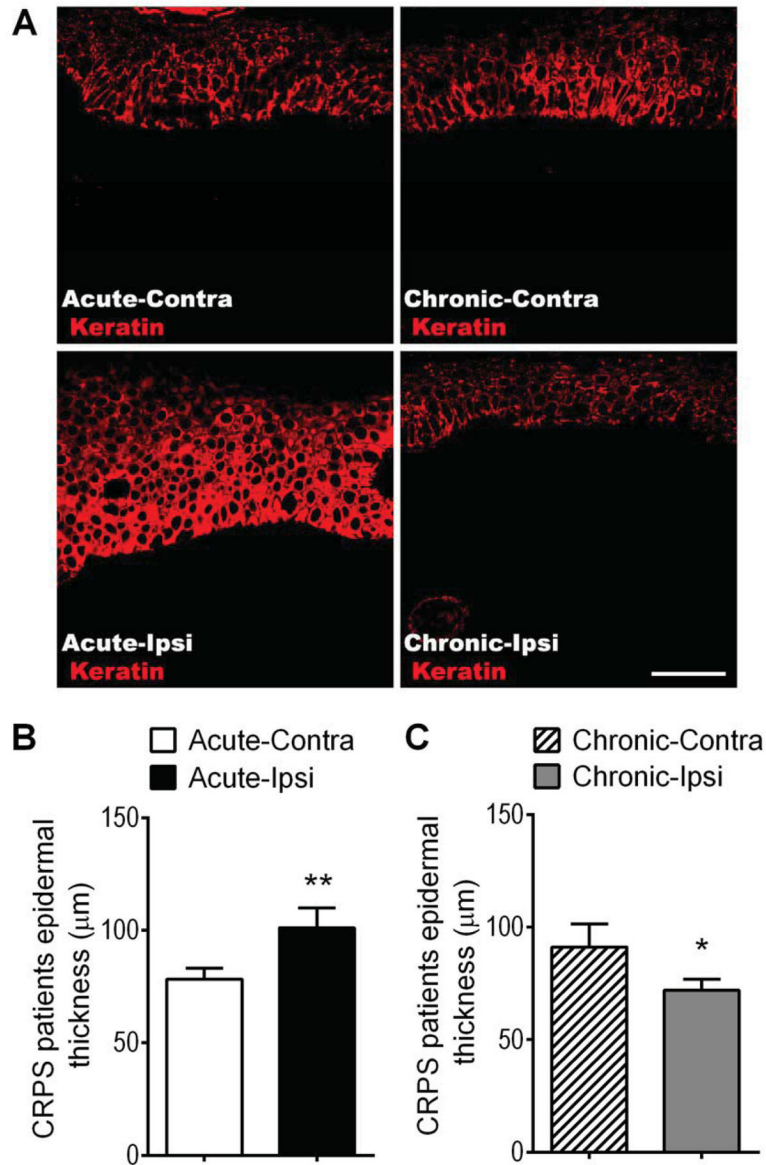 A
Acute-Contra
Keratin
Chronic-Contra
Keratin
Acute-Ipsi
Keratin
Chronic-Ipsi
Keratin
B
Acute-Contra
Acute-Ipsi
CRPS patients epidermal
thickness (μm)
150
100
50
0
**
C
Chronic-Contra
Chronic-Ipsi
CRPS patients epidermal
thickness (μm)
150
100
50
0
*